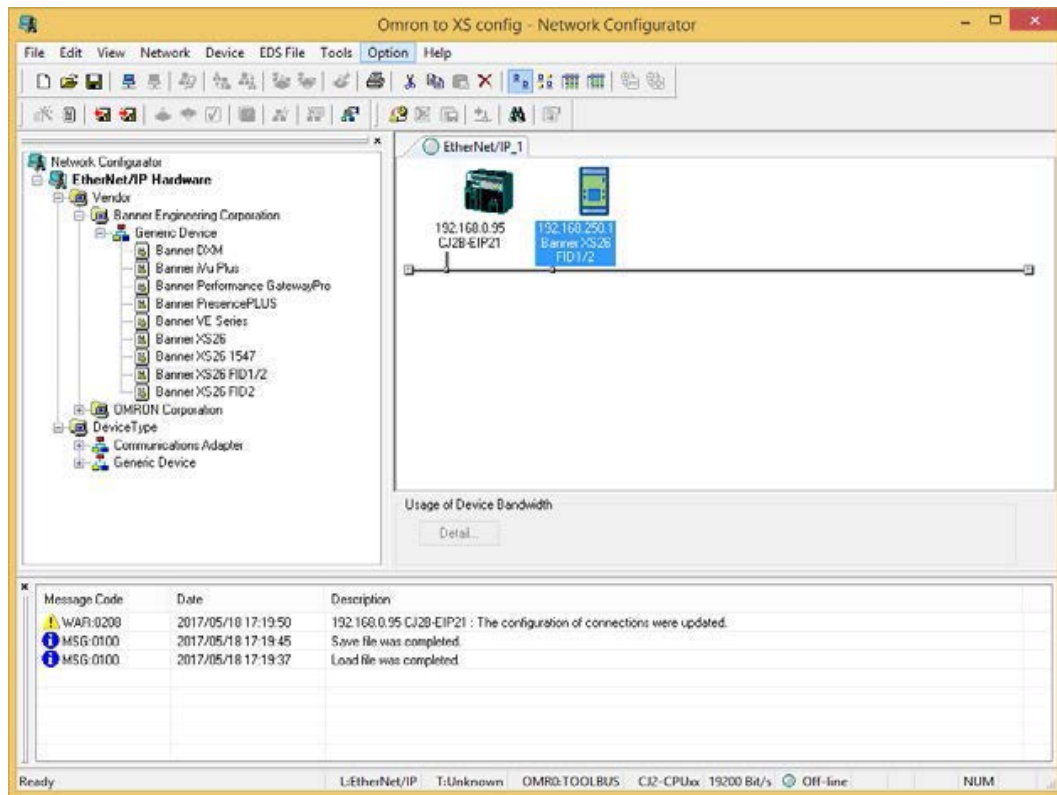 Omron to XS config - Network Configurator
File Edit View Network Device EDS File Tools Option Help
Network Configurator
EtherNet/IP Hardware
Vendor
Banner Engineering Corporation
Generic Device
Banner DXM
Banner iVu Plus
Banner Performance GatewayPro
Banner PresencePLUS
Banner VE Series
Banner XS26
Banner XS26 1547
Banner XS26 FID1/2
Banner XS26 FID2
OMRON Corporation
DeviceType
Communications Adapter
Generic Device
EtherNet/IP_1
192.168.0.95
CJ2B-EIP21
192.168.250.1
Banner XS26
FID1/2
Usage of Device Bandwidth
Detail...
Message Code Date Description
WAR:0208 2017/05/18 17:19:50 192.168.0.95 CJ2B-EIP21 : The configuration of connections were updated.
MSG:0100 2017/05/18 17:19:45 Save file was completed.
MSG:0100 2017/05/18 17:19:37 Load file was completed.
Ready L:EtherNet/IP T:Unknown OMR0:TOOLBUS CJ2-CPUxx 19200 Bit/s Off-line NUM